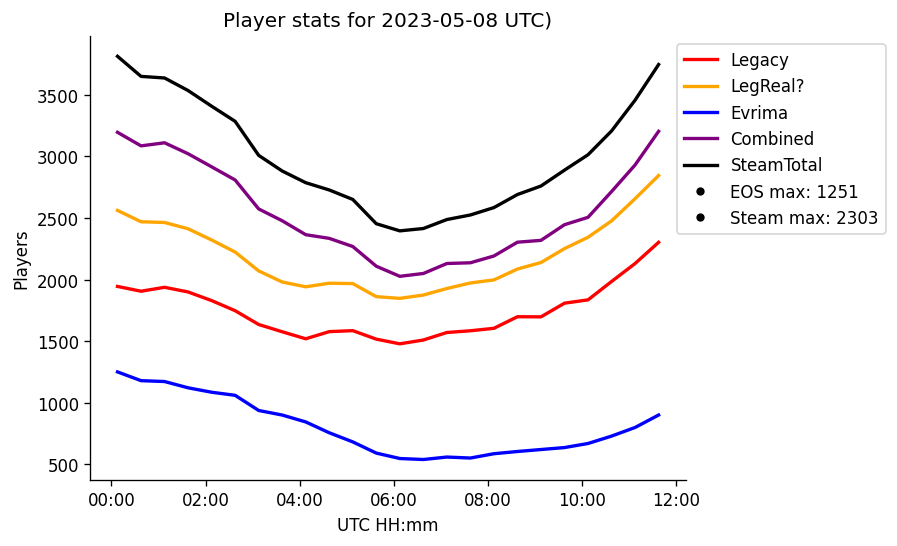 Player stats for 2023-05-08 UTC)
Players
3500
3000
2500
2000
1500
1000
500
00:00 02:00 04:00 06:00 08:00 10:00 12:00
UTC HH:mm
Legacy
LegReal?
Evrima
Combined
SteamTotal
EOS max: 1251
Steam max: 2303